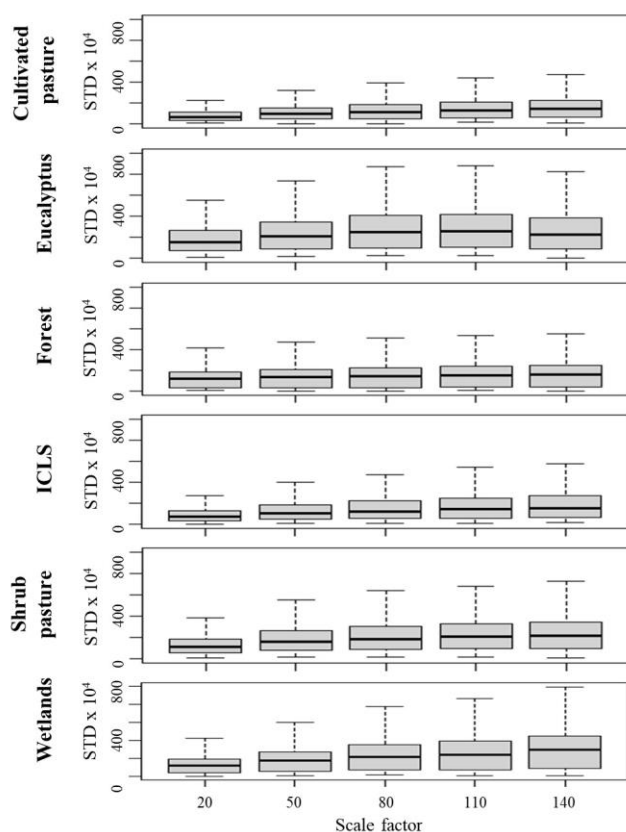 Cultivated
pasture
STD x 10⁴
0 400 800
Eucalyptus
STD x 10⁴
0 400 800
Forest
STD x 10⁴
0 400 800
ICLS
STD x 10⁴
0 400 800
Shrub
pasture
STD x 10⁴
0 400 800
Wetlands
STD x 10⁴
0 400 800
20 50 80 110 140
Scale factor